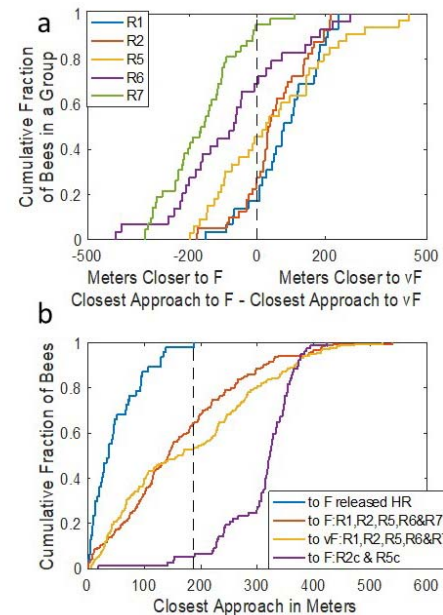 a
R1
R2
R5
R6
R7
Cumulative Fraction
of Bees in a Group
1
0.8
0.6
0.4
0.2
0
-500
-200
0
200
500
Meters Closer to F
Meters Closer to vF
Closest Approach to F - Closest Approach to vF
b
Cumulative Fraction of Bees
1
0.8
0.6
0.4
0.2
0
to F released HR
to F:R1,R2,R5,R6&R7
to vF:R1,R2,R5,R6&R7
to F:R2c & R5c
0
100
200
300
400
500
600
Closest Approach in Meters